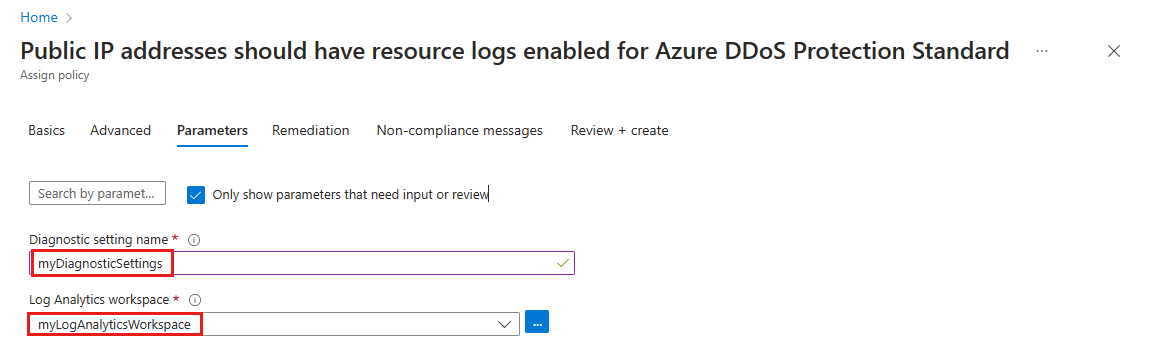 Home
Public IP addresses should have resource logs enabled for Azure DDoS Protection Standard ...
Assign policy
Basics Advanced Parameters Remediation Non-compliance messages Review + create
Search by paramet... Only show parameters that need input or review
Diagnostic setting name *
myDiagnosticSettings
Log Analytics workspace *
myLogAnalyticsWorkspace ...